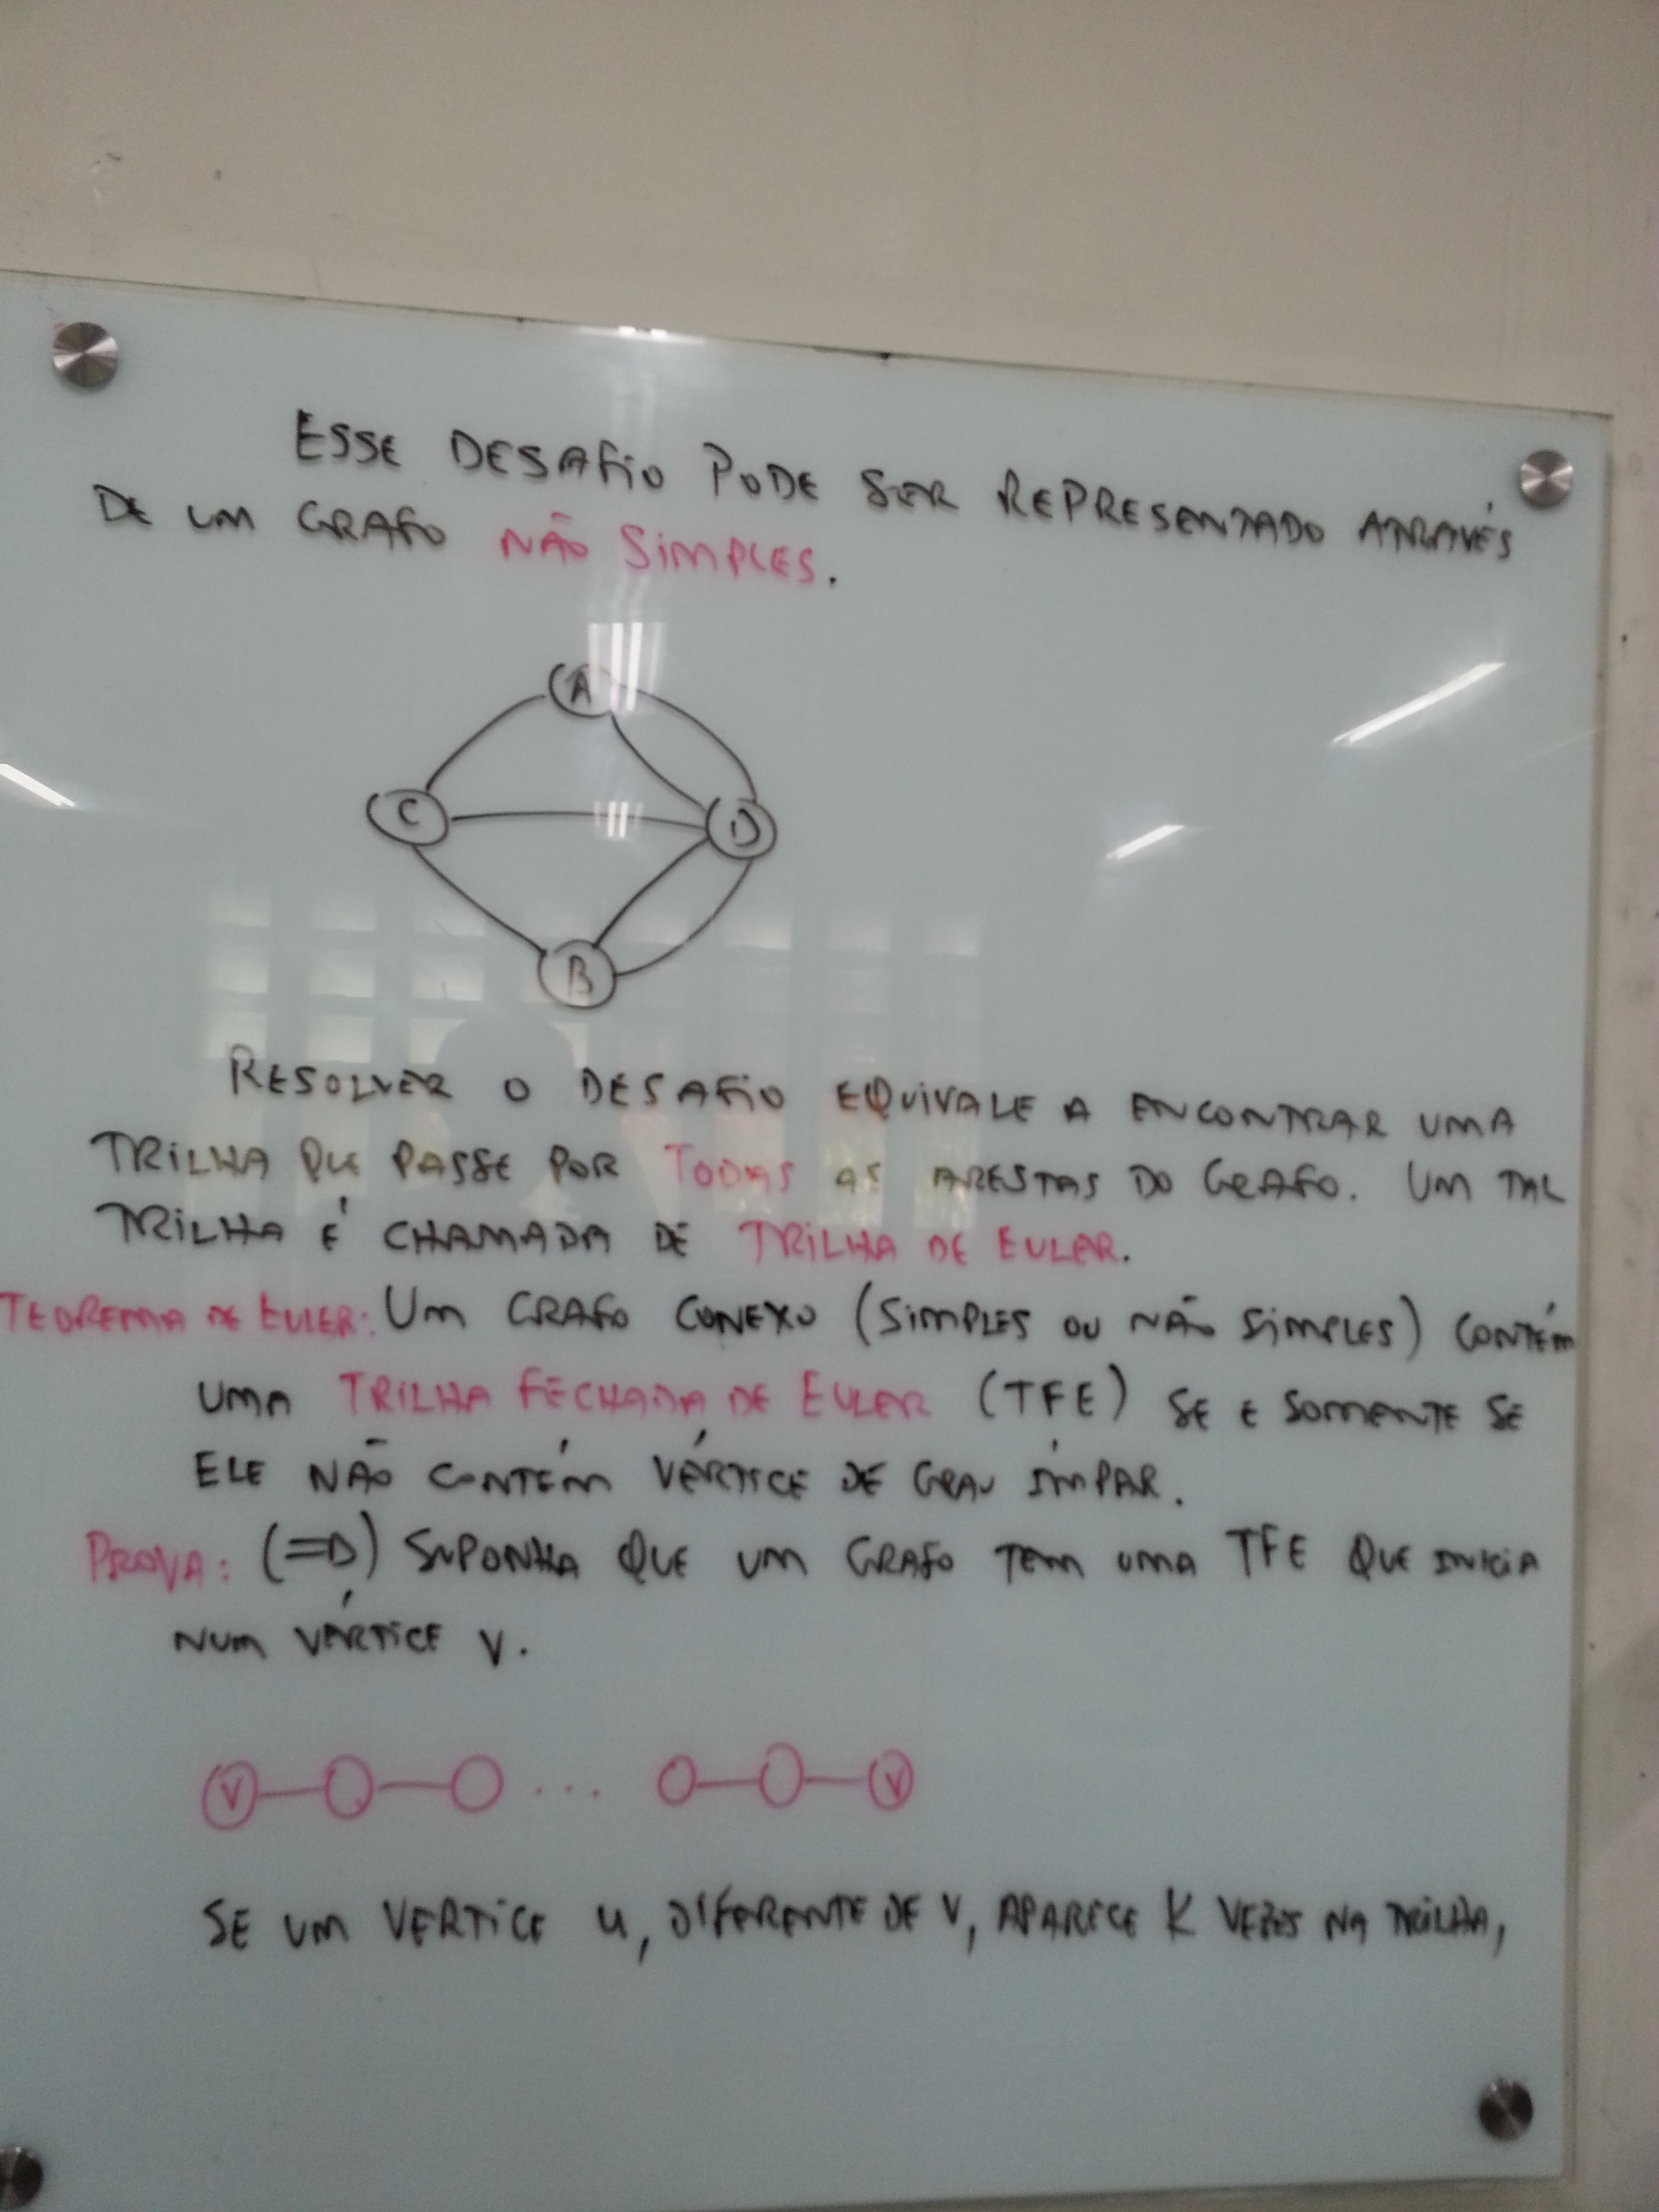 ESSE DESAFIO PODE SER REPRESENTADO ATRAVÉS
DE UM GRAFO NÃO SIMPLES.
A
C
D
B
RESOLVER O DESAFIO EQUIVALE A ENCONTRAR UMA
TRILHA QUE PASSE POR TODAS AS ARESTAS DO GRAFO. UM TAL
TRILHA É CHAMADA DE TRILHA DE EULER.
TEOREMA DE EULER: UM GRAFO CONEXO (SIMPLES OU NÃO SIMPLES) CONTÉM
UMA TRILHA FECHADA DE EULER (TFE) SE E SOMENTE SE
ELE NÃO CONTÉM VÉRTICE DE GRAU ÍMPAR.
PROVA: (⇒) SUPONHA QUE UM GRAFO TEM UMA TFE QUE INICIA
NUM VÉRTICE V.
V ... V
SE UM VERTICE u, DIFERENTE DE V, APARECE K VEZES NA TRILHA,